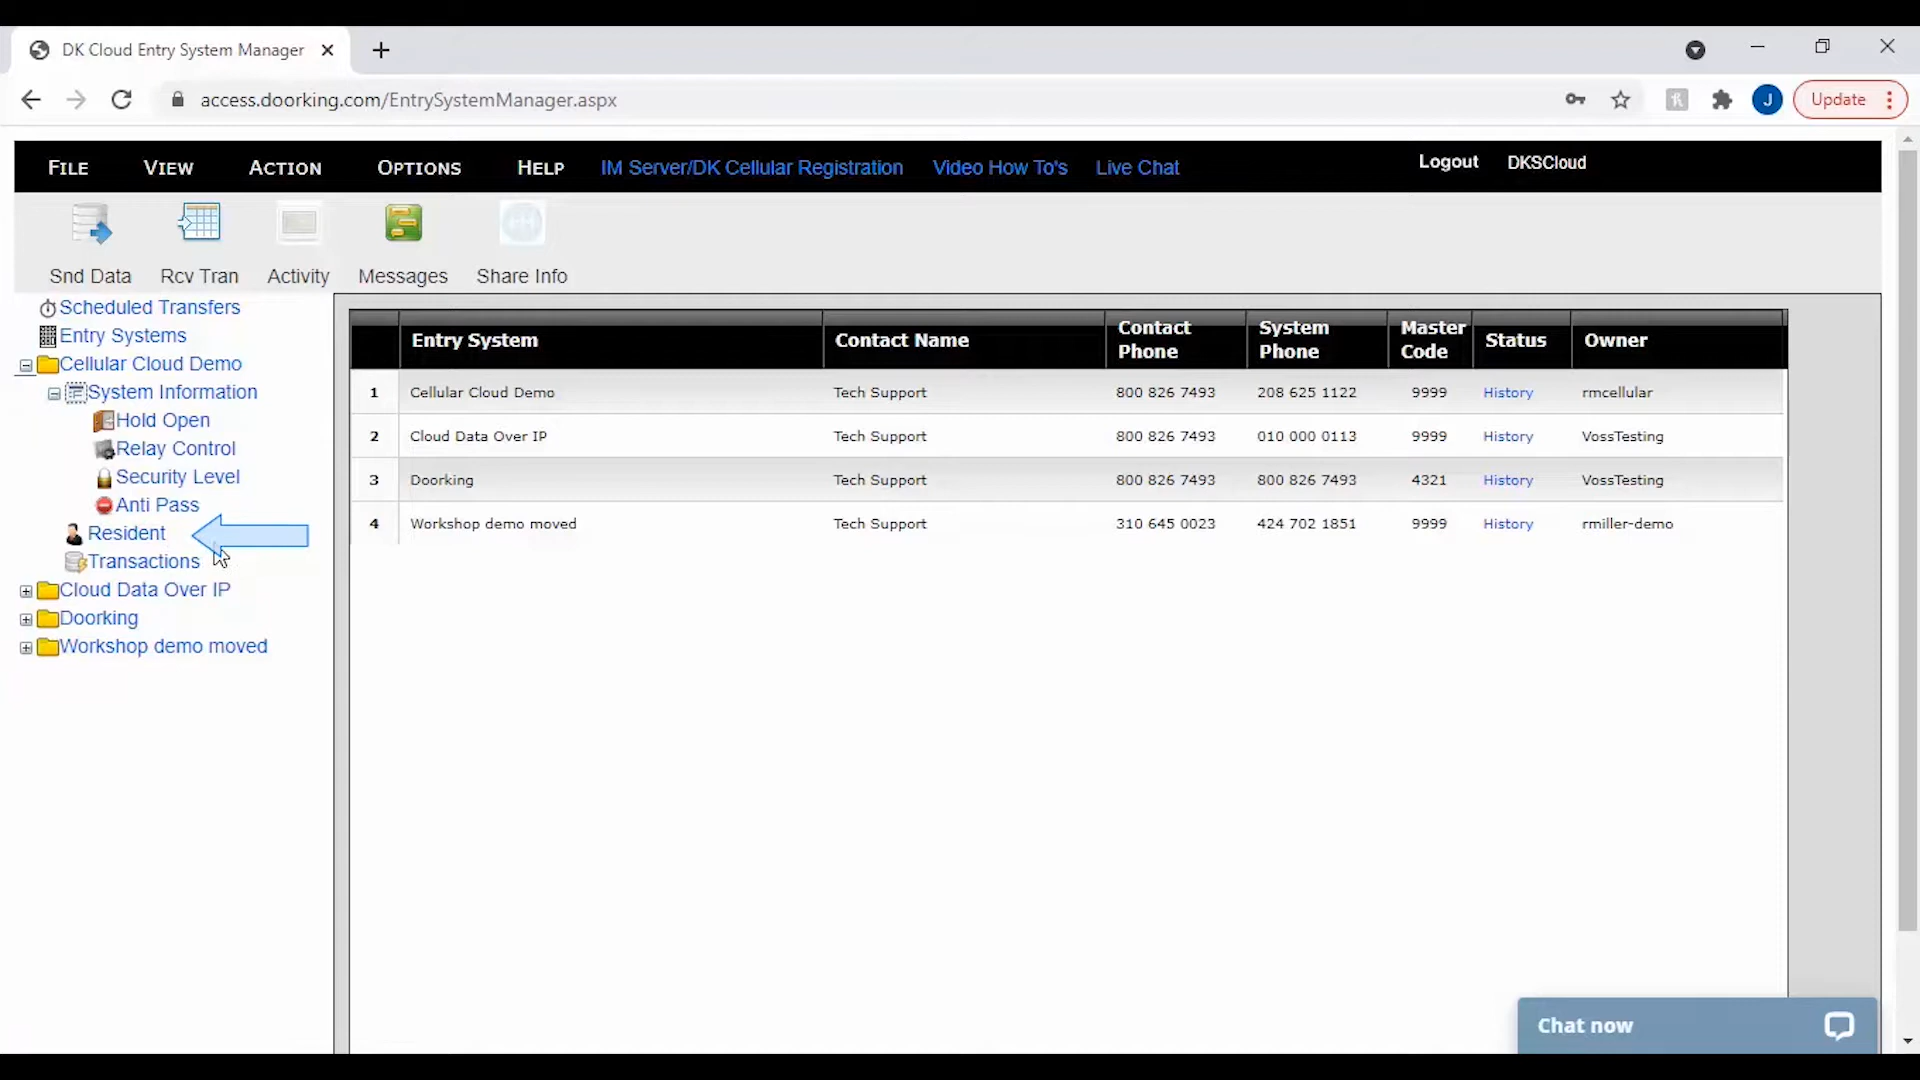 DK Cloud Entry System Manager
access.doorking.com/EntrySystemManager.aspx
J
Update
FILE VIEW ACTION OPTIONS HELP IM Server/DK Cellular Registration Video How To's Live Chat Logout DKSCloud
Snd Data Rcv Tran Activity Messages Share Info
Scheduled Transfers
Entry Systems
Cellular Cloud Demo
System Information
Hold Open
Relay Control
Security Level
Anti Pass
Resident
Transactions
Cloud Data Over IP
Doorking
Workshop demo moved
Entry System Contact Name Contact Phone System Phone Master Code Status Owner
1 Cellular Cloud Demo Tech Support 800 826 7493 208 625 1122 9999 History rmcellular
2 Cloud Data Over IP Tech Support 800 826 7493 010 000 0113 9999 History VossTesting
3 Doorking Tech Support 800 826 7493 800 826 7493 4321 History VossTesting
4 Workshop demo moved Tech Support 310 645 0023 424 702 1851 9999 History rmiller-demo
Chat now